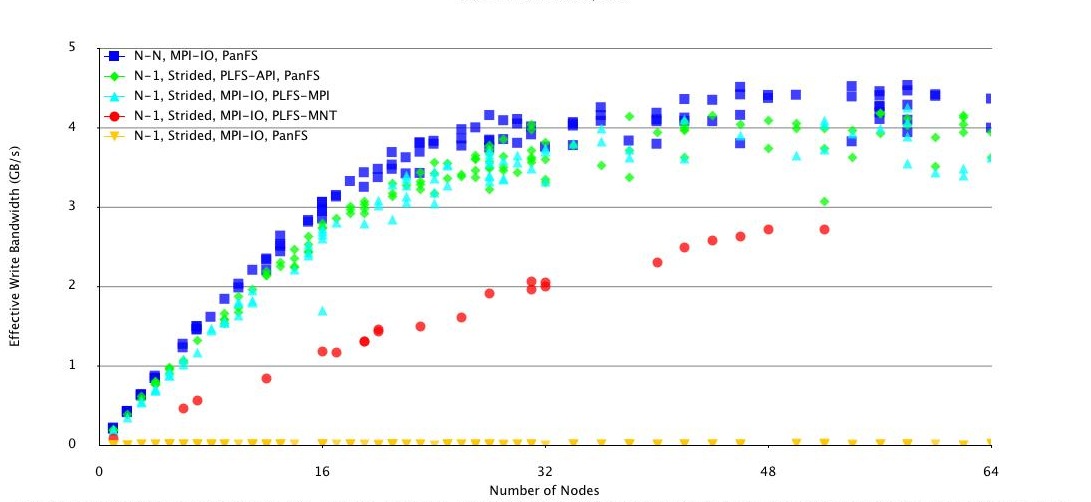 5
N-N, MPI-IO, PanFS
N-1, Strided, PLFS-API, PanFS
N-1, Strided, MPI-IO, PLFS-MPI
N-1, Strided, MPI-IO, PLFS-MNT
N-1, Strided, MPI-IO, PanFS
4
3
2
1
0
Effective Write Bandwidth (GB/s)
0 16 32 48 64
Number of Nodes